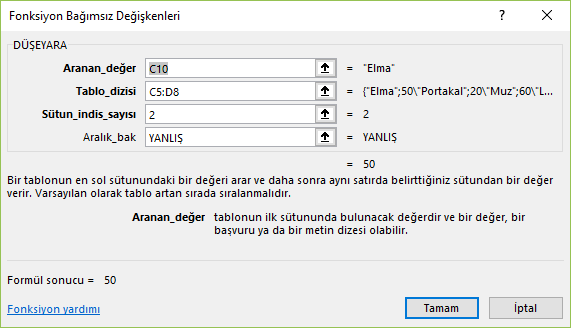 Fonksiyon Bağımsız Değişkenleri ? ×
DÜŞEYARA
Aranan_değer C10 = "Elma"
Tablo_dizisi C5:D8 = {"Elma";50\"Portakal";20\"Muz";60\"L...
Sütun_indis_sayısı 2 = 2
Aralık_bak YANLIŞ = YANLIŞ
= 50
Bir tablonun en sol sütunundaki bir değeri arar ve daha sonra aynı satırda belirttiğiniz sütundan bir değer
verir. Varsayılan olarak tablo artan sırada sıralanmalıdır.
Aranan_değer tablonun ilk sütununda bulunacak değerdir ve bir değer, bir
başvuru ya da bir metin dizesi olabilir.
Formül sonucu = 50
Fonksiyon yardımı Tamam İptal